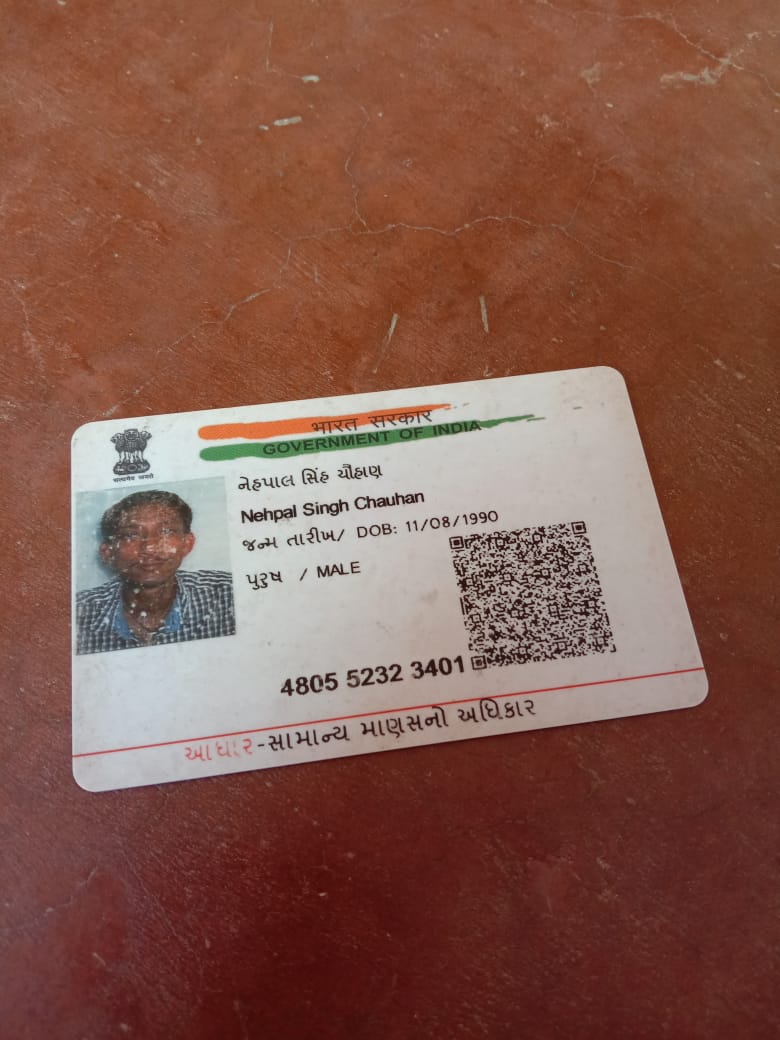 भारत सरकार
GOVERNMENT OF INDIA
सत्यमेव जयते
નેહપાલ સિંહ ચૌહાણ
Nehpal Singh Chauhan
જન્મ તારીખ/ DOB: 11/08/1990
પુરુષ / MALE
4805 5232 3401
આધાર-સામાન્ય માણસનો અધિકાર